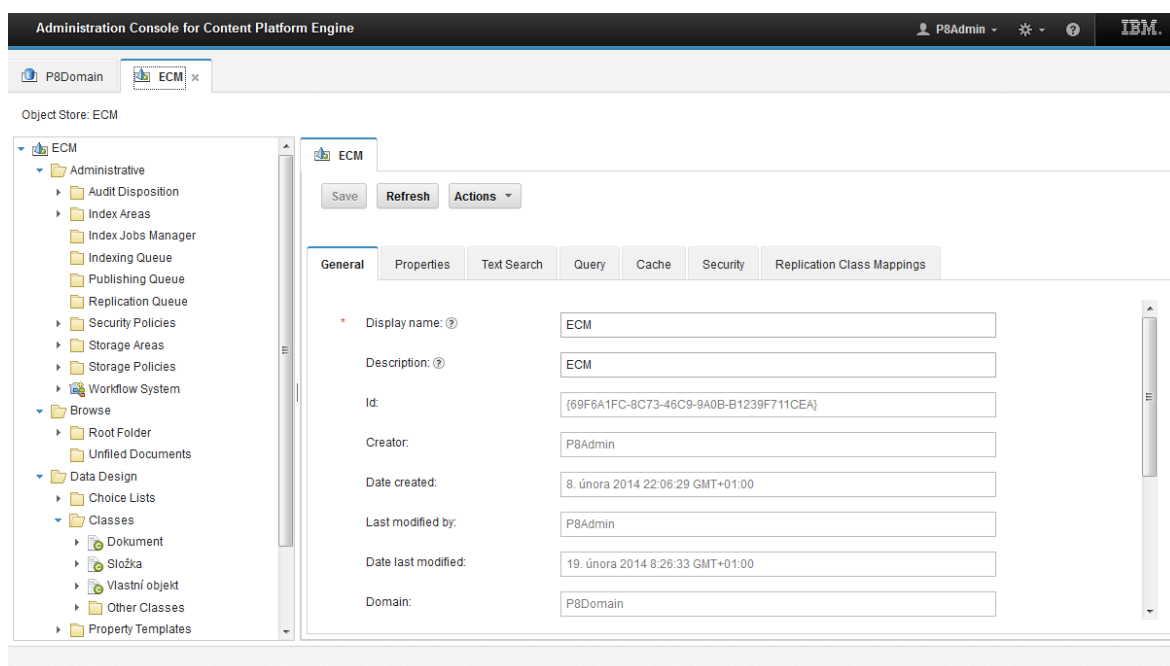 Administration Console for Content Platform Engine
P8Admin
IBM.
P8Domain
ECM
Object Store: ECM
ECM
Administrative
Audit Disposition
Index Areas
Index Jobs Manager
Indexing Queue
Publishing Queue
Replication Queue
Security Policies
Storage Areas
Storage Policies
Workflow System
Browse
Root Folder
Unfiled Documents
Data Design
Choice Lists
Classes
Dokument
Složka
Vlastní objekt
Other Classes
Property Templates
ECM
Save Refresh Actions
General Properties Text Search Query Cache Security Replication Class Mappings
* Display name: ECM
Description: ECM
Id: {69F6A1FC-8C73-46C9-9A0B-B1239F711CEA}
Creator: P8Admin
Date created: 8. února 2014 22:06:29 GMT+01:00
Last modified by: P8Admin
Date last modified: 19. února 2014 8:26:33 GMT+01:00
Domain: P8Domain